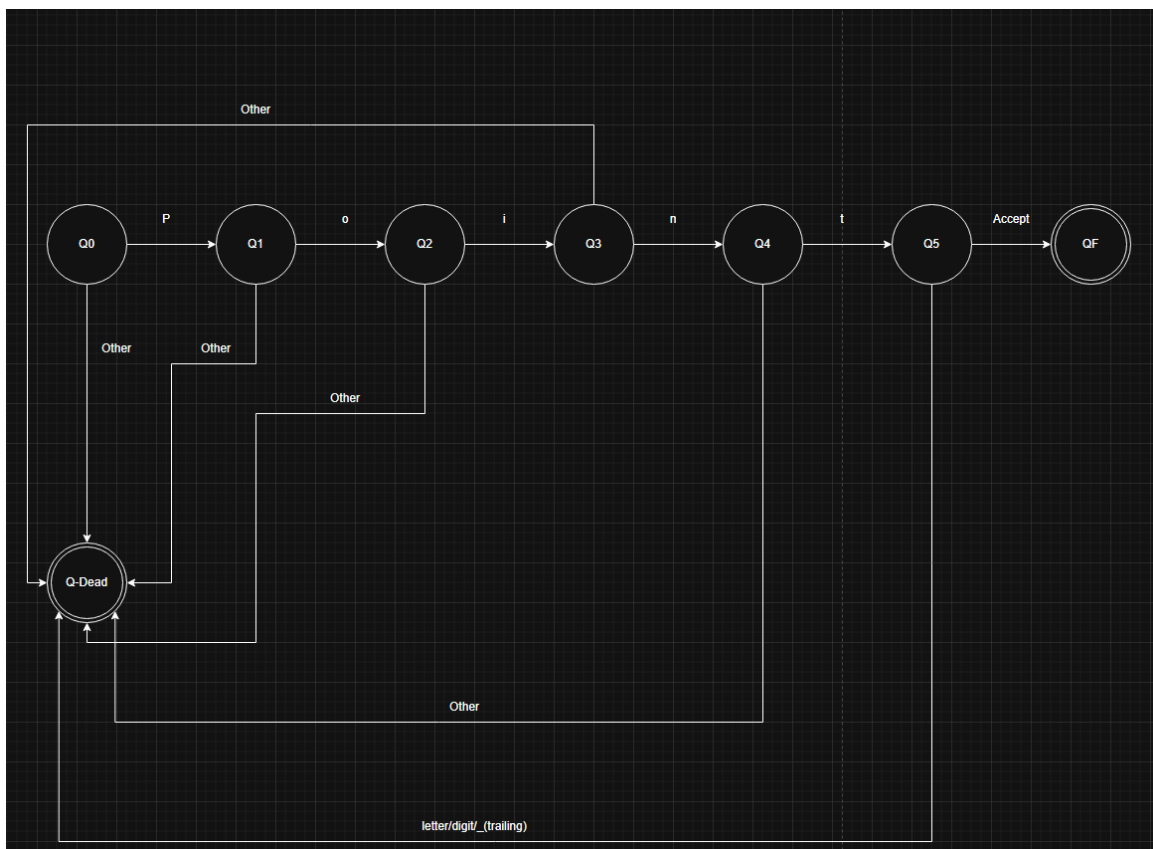 Other
P
o
i
n
t
Accept
Q0
Q1
Q2
Q3
Q4
Q5
QF
Other
Other
Other
Q-Dead
Other
letter/digit/_(trailing)